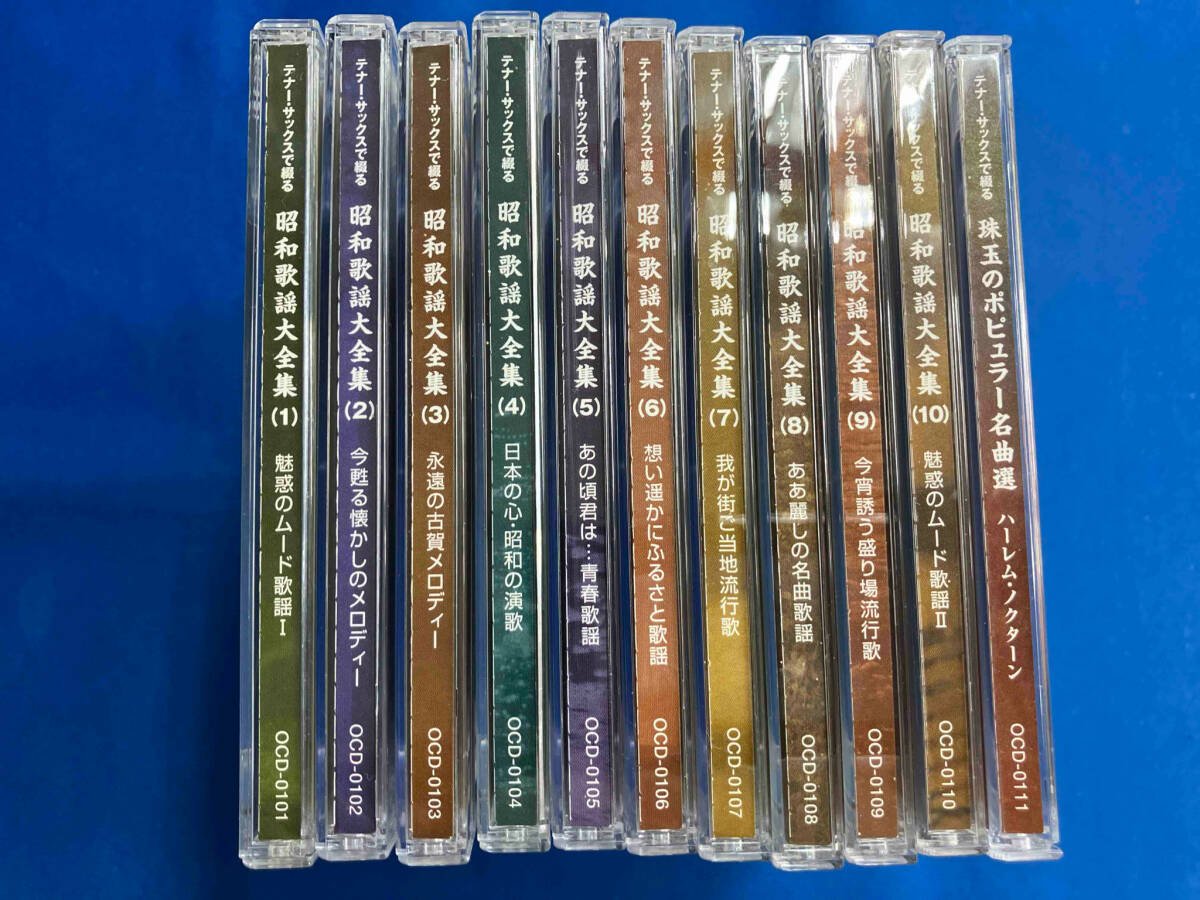 テナー・サックスで綴る 昭和歌謡大全集(1) 魅惑のムード歌謡Ⅰ OCD-0101
テナー・サックスで綴る 昭和歌謡大全集(2) 今甦る懐かしのメロディー OCD-0102
テナー・サックスで綴る 昭和歌謡大全集(3) 永遠の古賀メロディー OCD-0103
テナー・サックスで綴る 昭和歌謡大全集(4) 日本の心・昭和の演歌 OCD-0104
テナー・サックスで綴る 昭和歌謡大全集(5) あの頃君は…青春歌謡 OCD-0105
テナー・サックスで綴る 昭和歌謡大全集(6) 想い遥かにふるさと歌謡 OCD-0106
テナー・サックスで綴る 昭和歌謡大全集(7) 我が街ご当地流行歌 OCD-0107
テナー・サックスで綴る 昭和歌謡大全集(8) ああ麗しの名曲歌謡 OCD-0108
テナー・サックスで綴る 昭和歌謡大全集(9) 今宵誘う盛り場流行歌 OCD-0109
テナー・サックスで綴る 昭和歌謡大全集(10) 魅惑のムード歌謡Ⅱ OCD-0110
テナー・サックスで綴る 珠玉のポピュラー名曲選 ハーレム・ノクターン OCD-0111